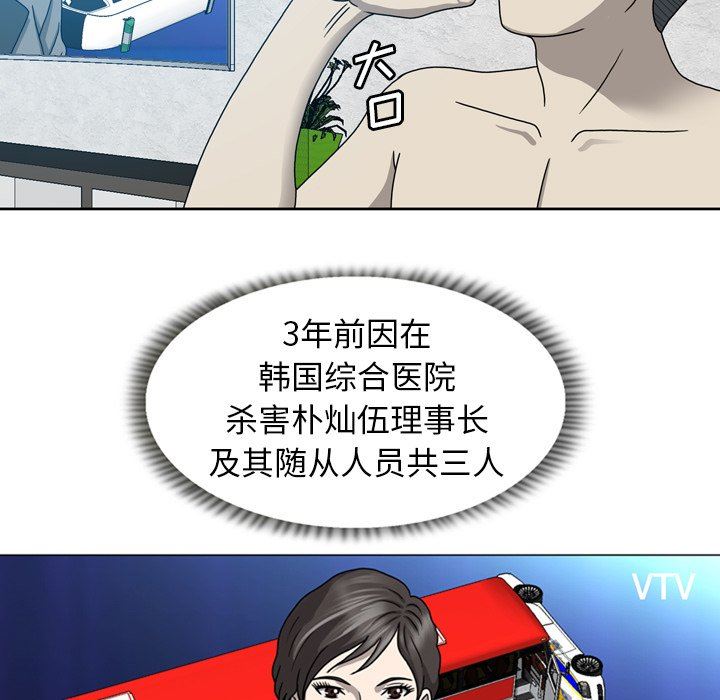 大口
3年前因在
韩国综合医院
杀害朴灿伍理事长
及其随从人员共三人
VTV